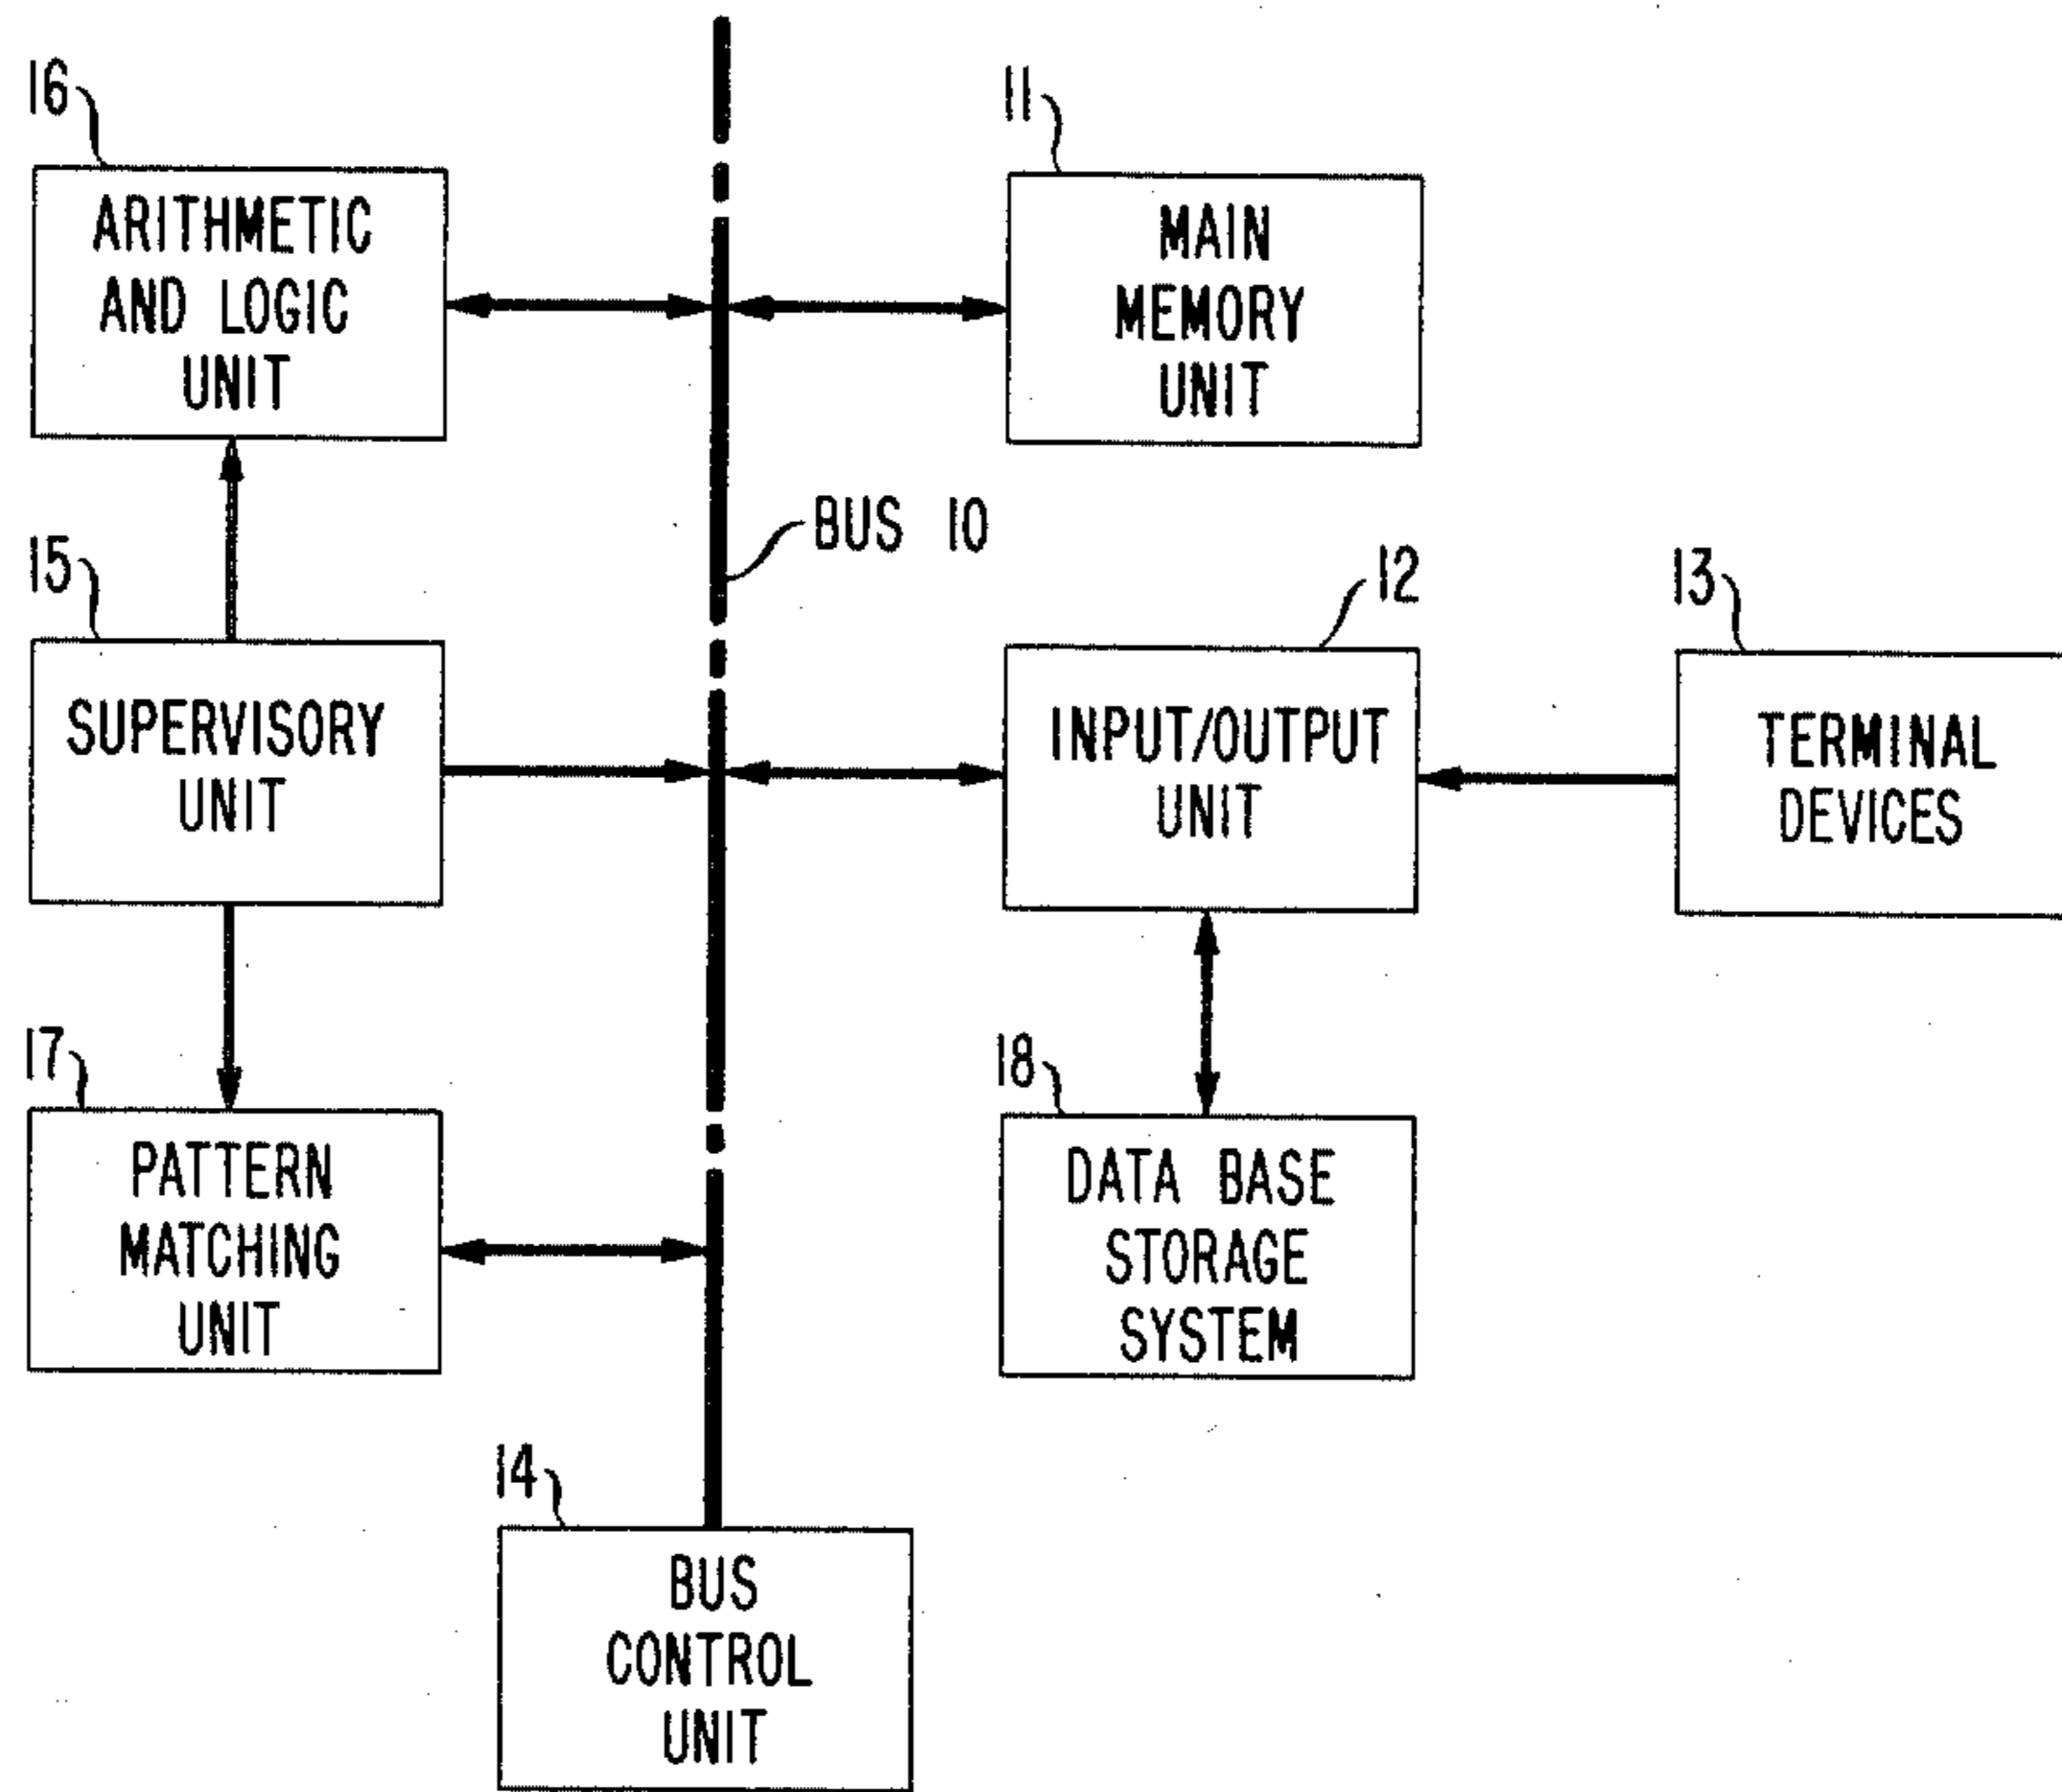 16
ARITHMETIC
AND LOGIC
UNIT
11
MAIN
MEMORY
UNIT
BUS 10
15
SUPERVISORY
UNIT
12
INPUT/OUTPUT
UNIT
13
TERMINAL
DEVICES
17
PATTERN
MATCHING
UNIT
18
DATA BASE
STORAGE
SYSTEM
14
BUS
CONTROL
UNIT